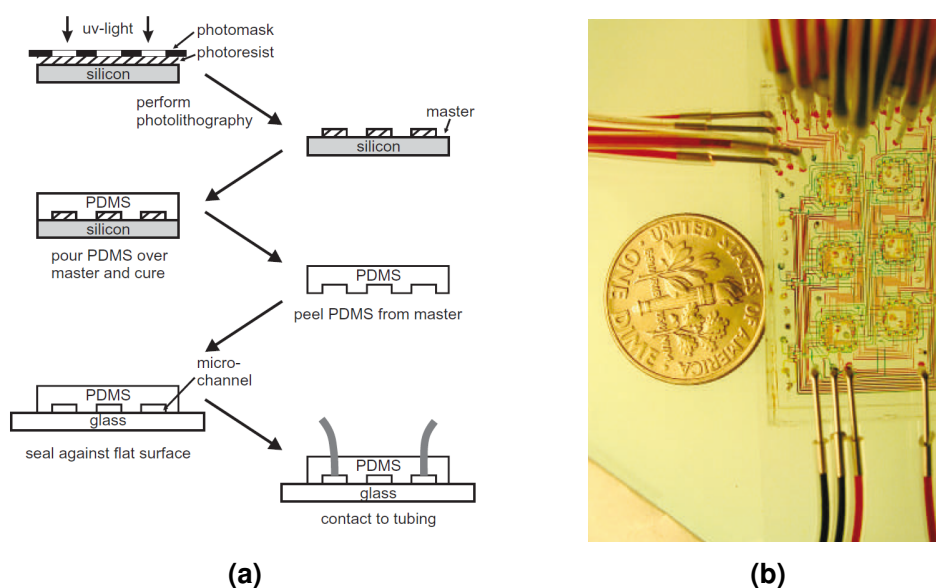 uv-light
photomask
photoresist
silicon
perform
photolithography
master
silicon
PDMS
silicon
pour PDMS over
master and cure
PDMS
peel PDMS from master
micro-
channel
PDMS
glass
seal against flat surface
PDMS
glass
contact to tubing
(a)
UNITED STATES OF AMERICA
ONE DIME
(b)